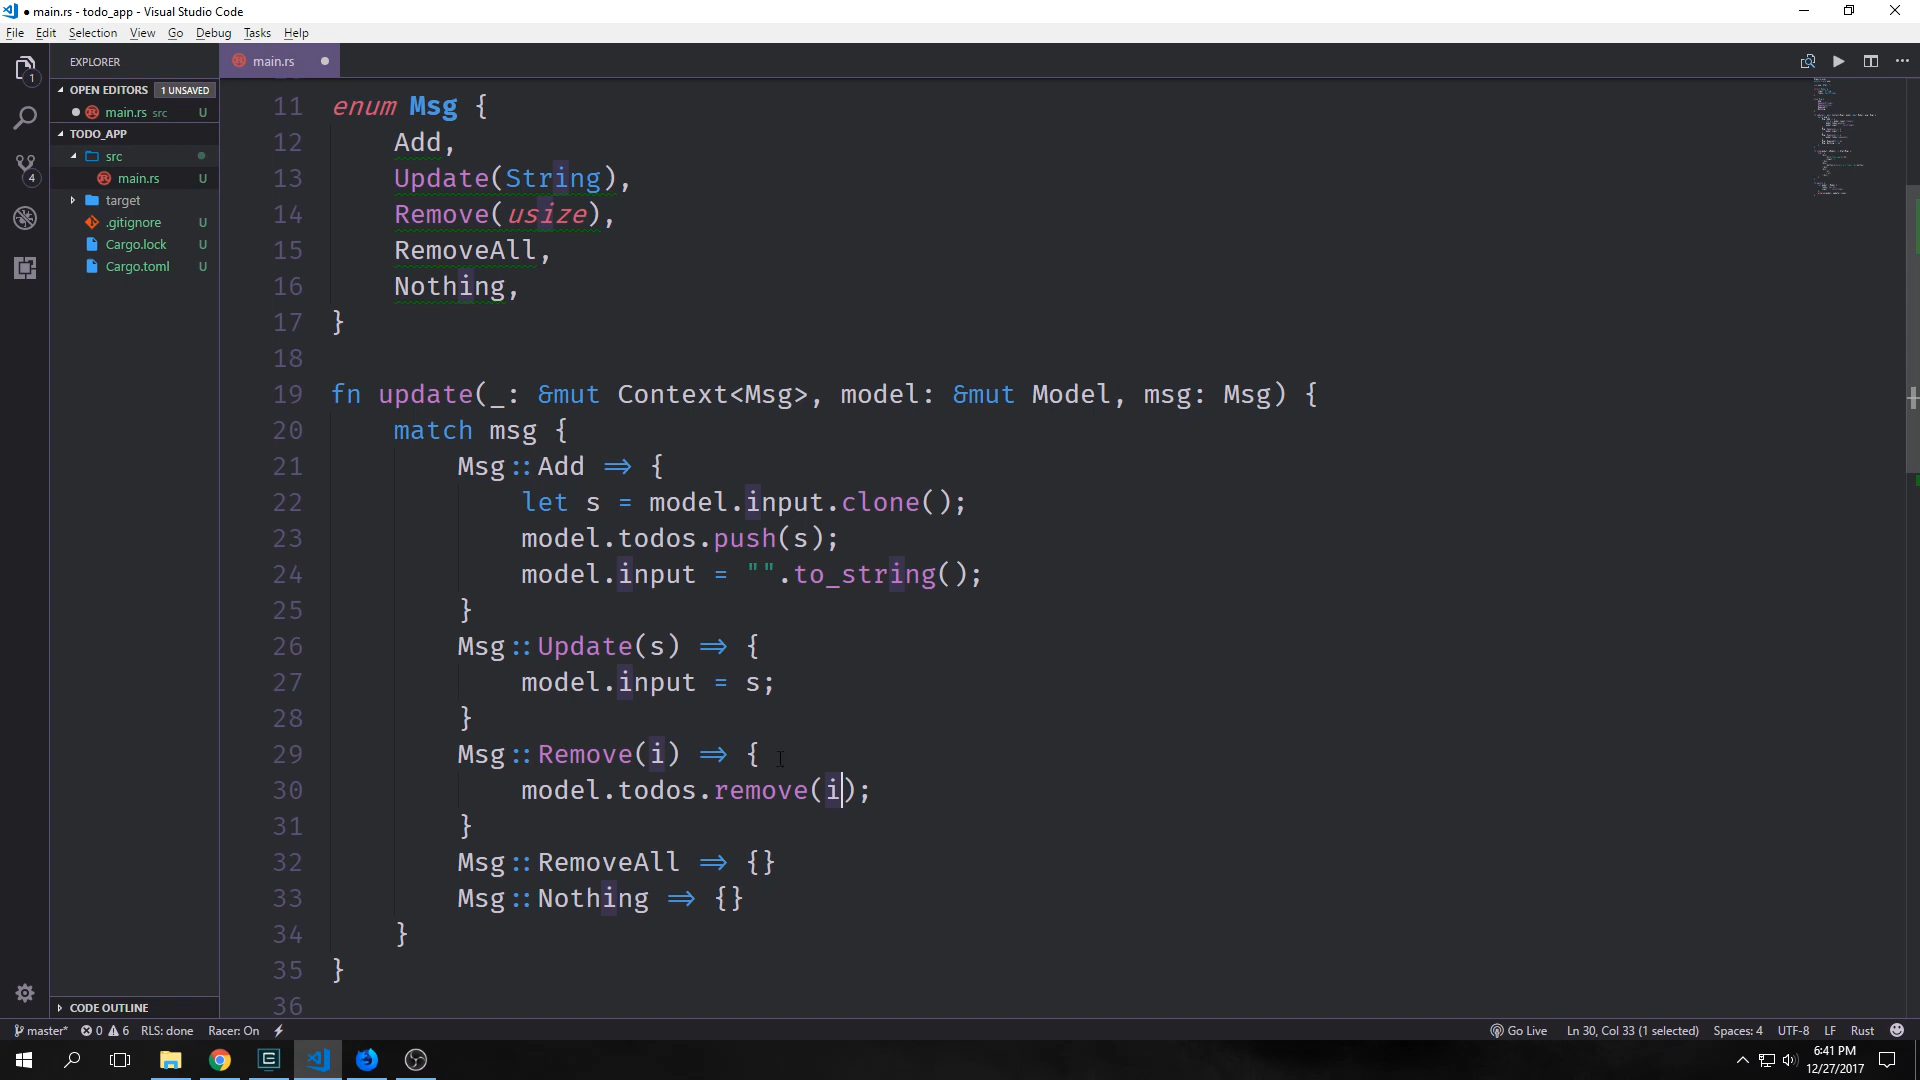 ● main.rs - todo_app - Visual Studio Code
File Edit Selection View Go Debug Tasks Help
EXPLORER
main.rs
OPEN EDITORS 1 UNSAVED
main.rs src U
TODO_APP
src
main.rs U
target
.gitignore U
Cargo.lock U
Cargo.toml U
CODE OUTLINE
1
4
11 enum Msg {
12 Add,
13 Update(String),
14 Remove(usize),
15 RemoveAll,
16 Nothing,
17 }
18
19 fn update(_: &mut Context<Msg>, model: &mut Model, msg: Msg) {
20 match msg {
21 Msg::Add => {
22 let s = model.input.clone();
23 model.todos.push(s);
24 model.input = "".to_string();
25 }
26 Msg::Update(s) => {
27 model.input = s;
28 }
29 Msg::Remove(i) => {
30 model.todos.remove(i);
31 }
32 Msg::RemoveAll => {}
33 Msg::Nothing => {}
34 }
35 }
36
master* 0 6 RLS: done Racer: On Go Live Ln 30, Col 33 (1 selected) Spaces: 4 UTF-8 LF Rust
6:41 PM
12/27/2017